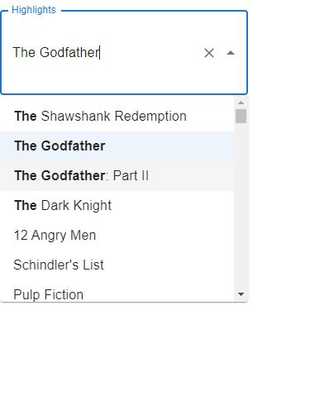 Highlights
The Godfather
The Shawshank Redemption
The Godfather
The Godfather: Part II
The Dark Knight
12 Angry Men
Schindler's List
Pulp Fiction